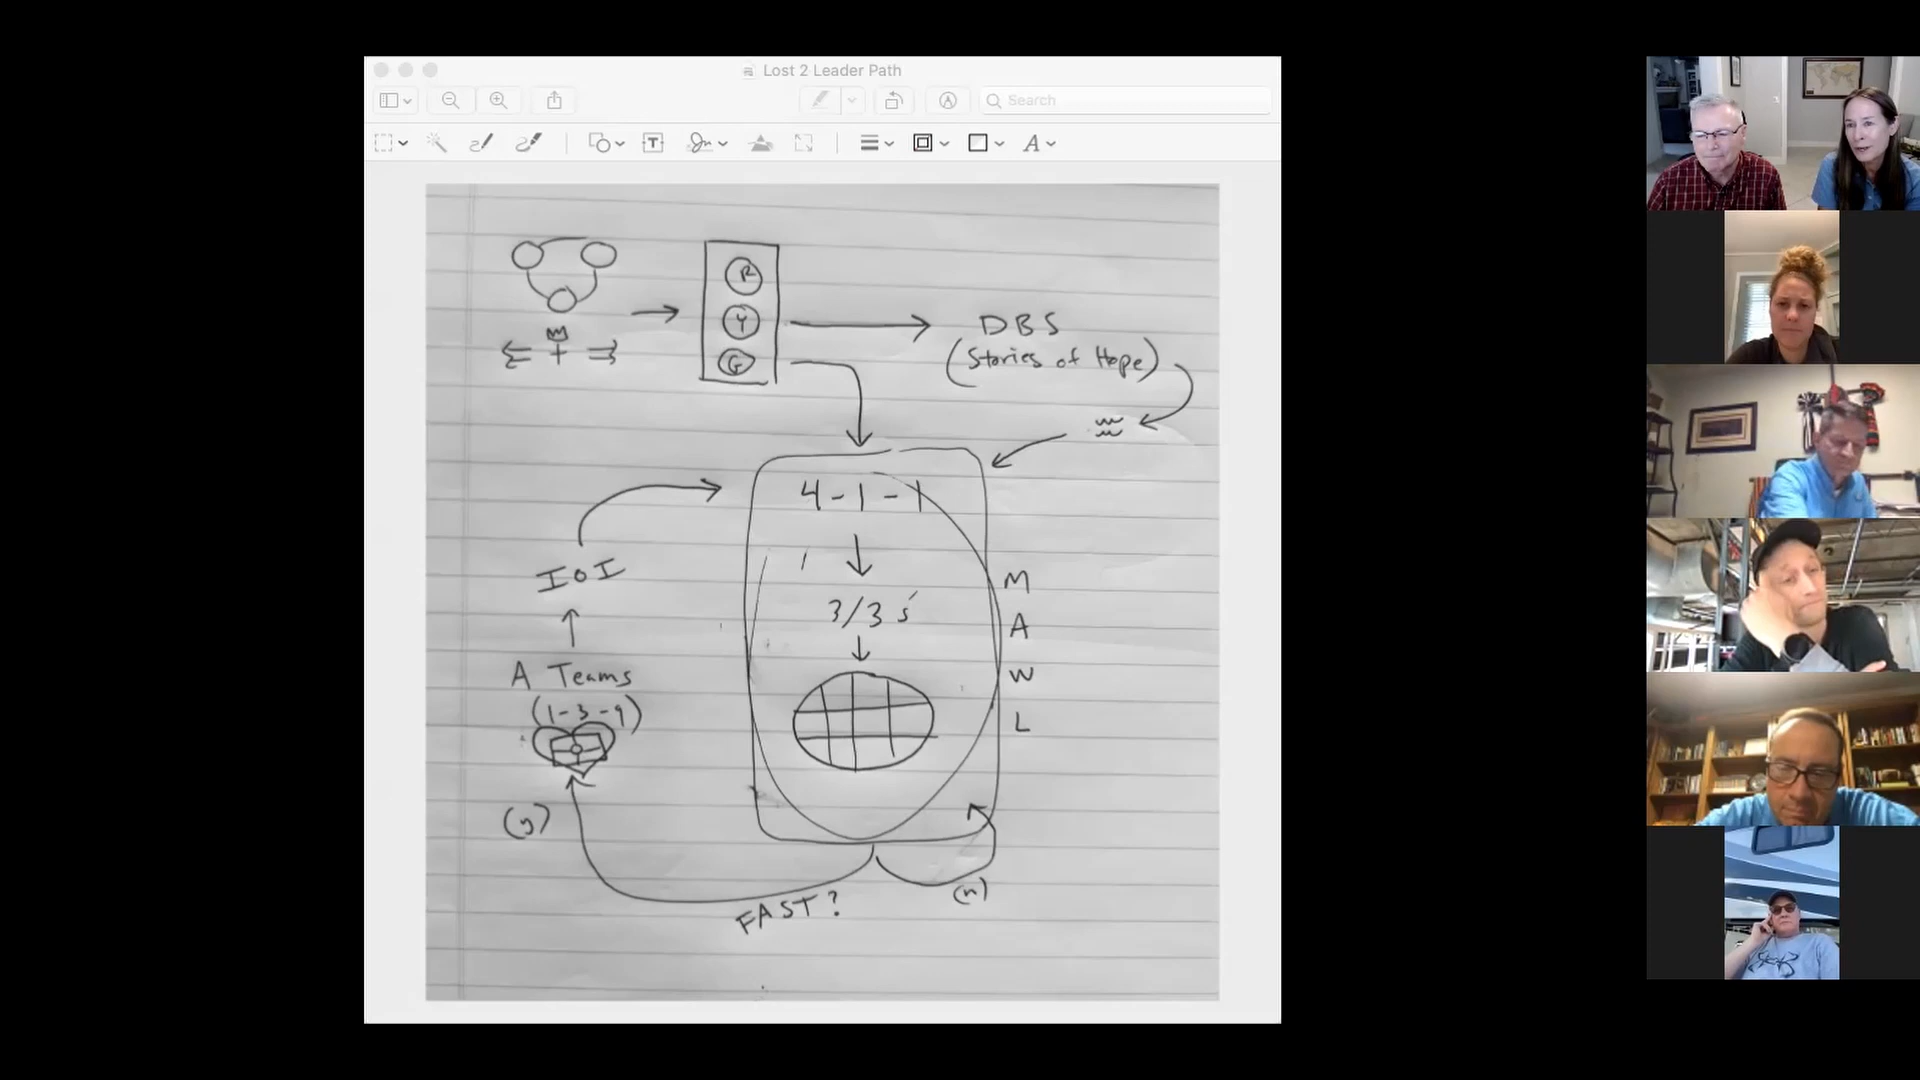 Lost 2 Leader Path
Search
R
Y
G
DBS
(Stories of Hope)
4-1-1
3/3s'
IOI
A Teams
(1-3-9)
(y)
M
A
W
L
(n)
FAST?